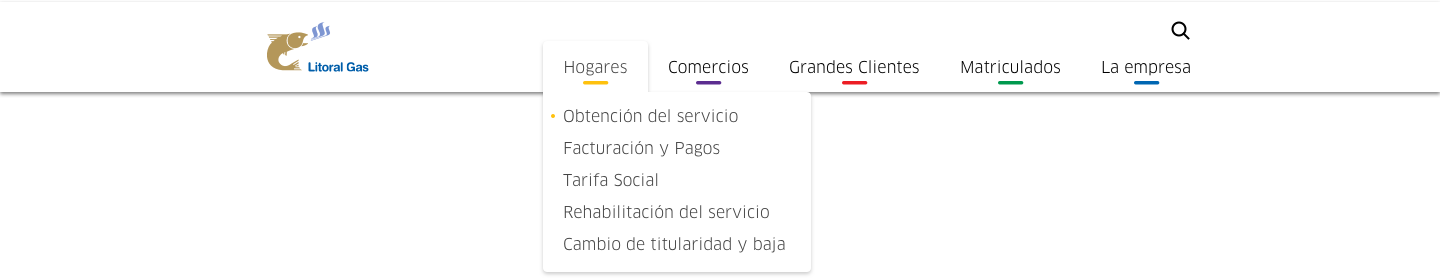 Litoral Gas
Hogares
Comercios
Grandes Clientes
Matriculados
La empresa
Obtención del servicio
Facturación y Pagos
Tarifa Social
Rehabilitación del servicio
Cambio de titularidad y baja